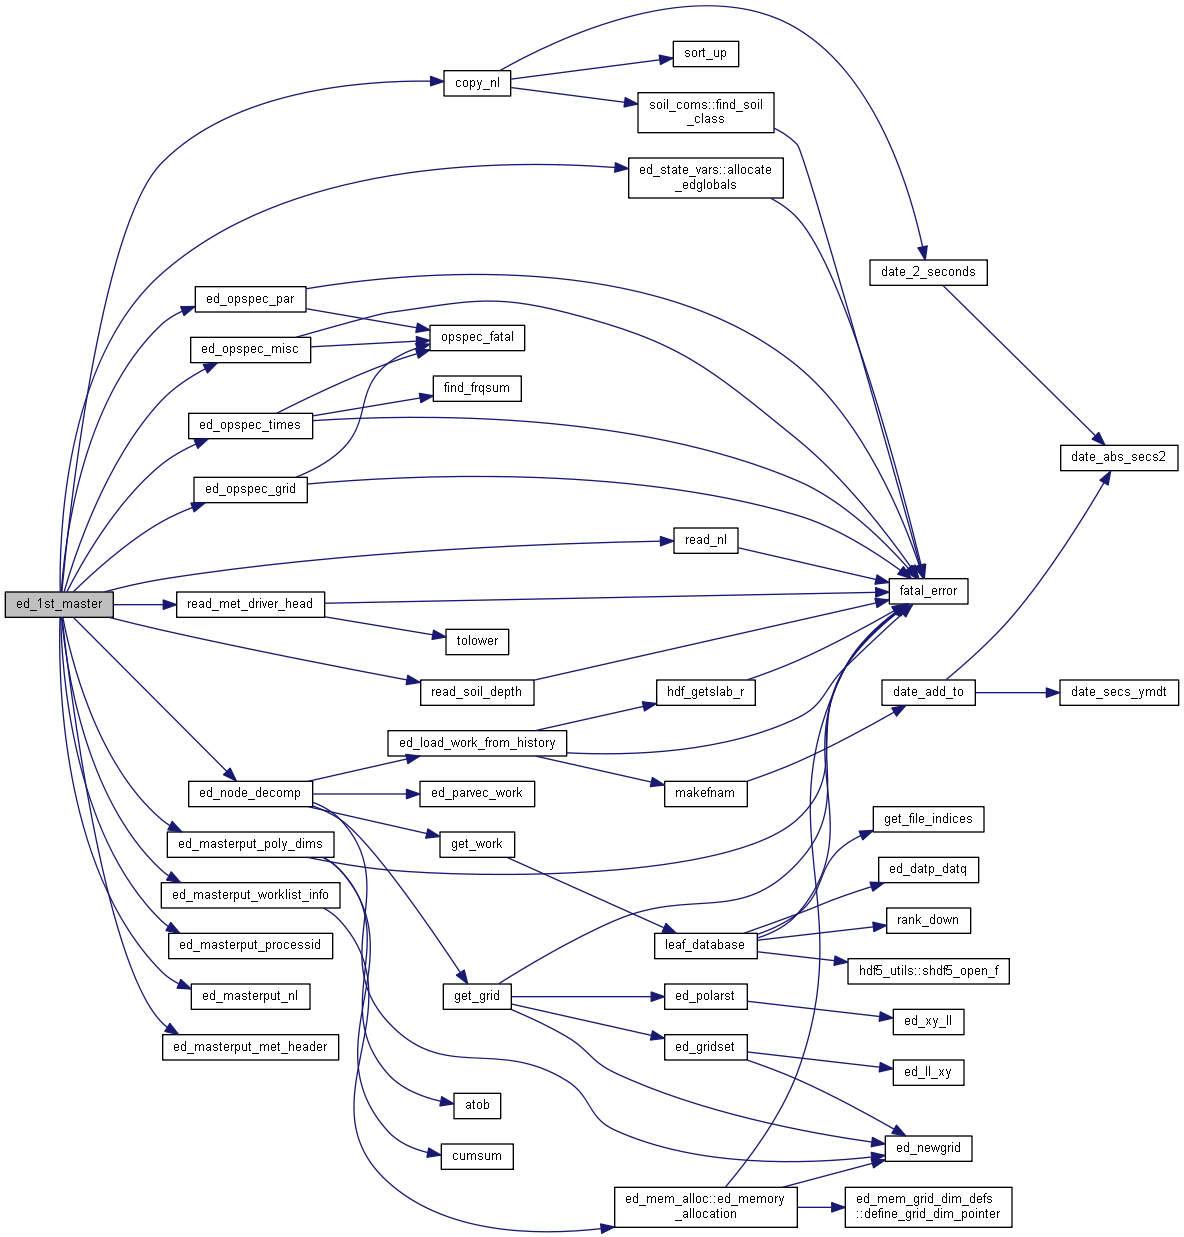 copy_nl
sort_up
soil_coms::find_soil
_class
ed_state_vars::allocate
_edglobals
date_2_seconds
ed_opspec_par
opspec_fatal
ed_opspec_misc
find_frqsum
ed_opspec_times
date_abs_secs2
ed_opspec_grid
read_nl
fatal_error
ed_1st_master
read_met_driver_head
tolower
read_soil_depth
hdf_getslab_r
date_add_to
date_secs_ymdt
ed_load_work_from_history
ed_node_decomp
ed_parvec_work
makefnam
get_file_indices
ed_masterput_poly_dims
get_work
ed_datp_datq
ed_masterput_worklist_info
rank_down
ed_masterput_processid
leaf_database
hdf5_utils::shdf5_open_f
ed_masterput_nl
get_grid
ed_polarst
ed_xy_ll
ed_masterput_met_header
ed_gridset
ed_ll_xy
atob
cumsum
ed_newgrid
ed_mem_alloc::ed_memory
_allocation
ed_mem_grid_dim_defs
::define_grid_dim_pointer